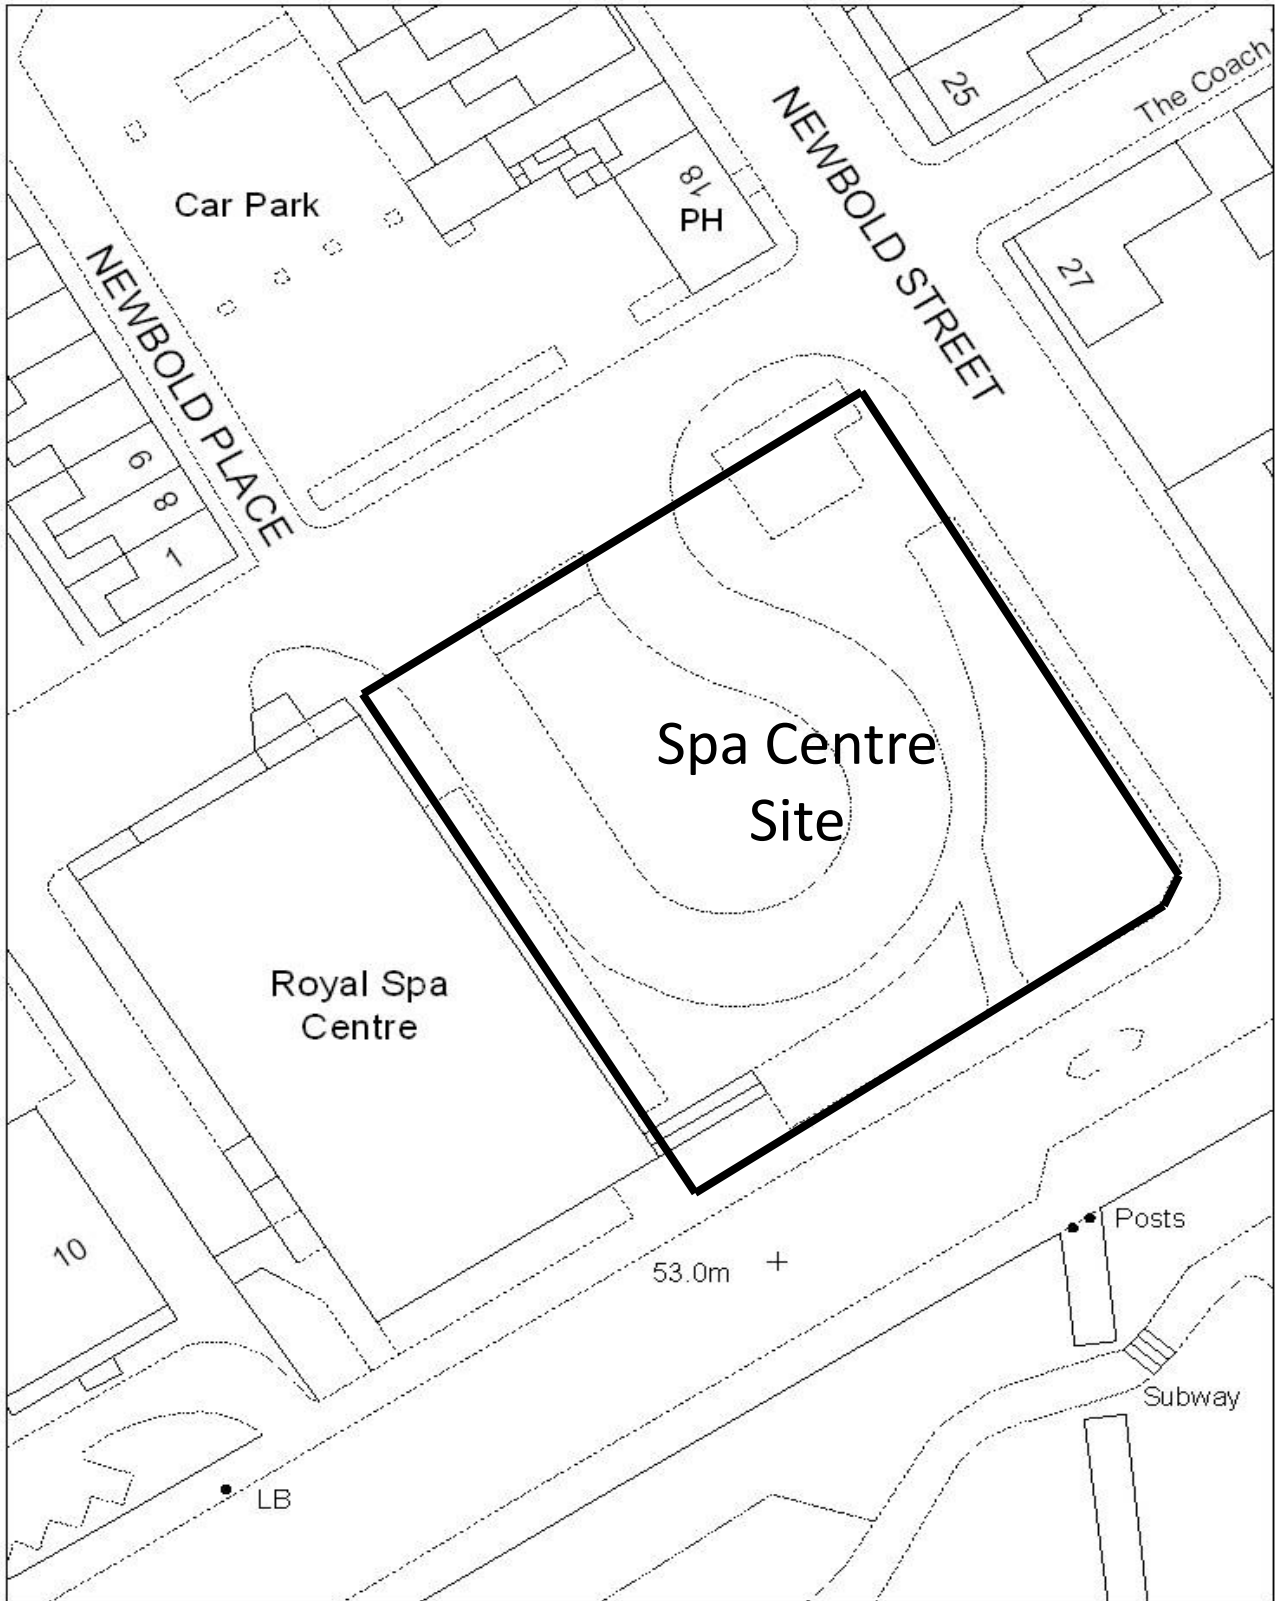 25
The Coach
NEWBOLD STREET
18
PH
Car Park
27
NEWBOLD PLACE
6
8
1
Spa Centre
Site
Royal Spa
Centre
10
Posts
53.0m
Subway
LB